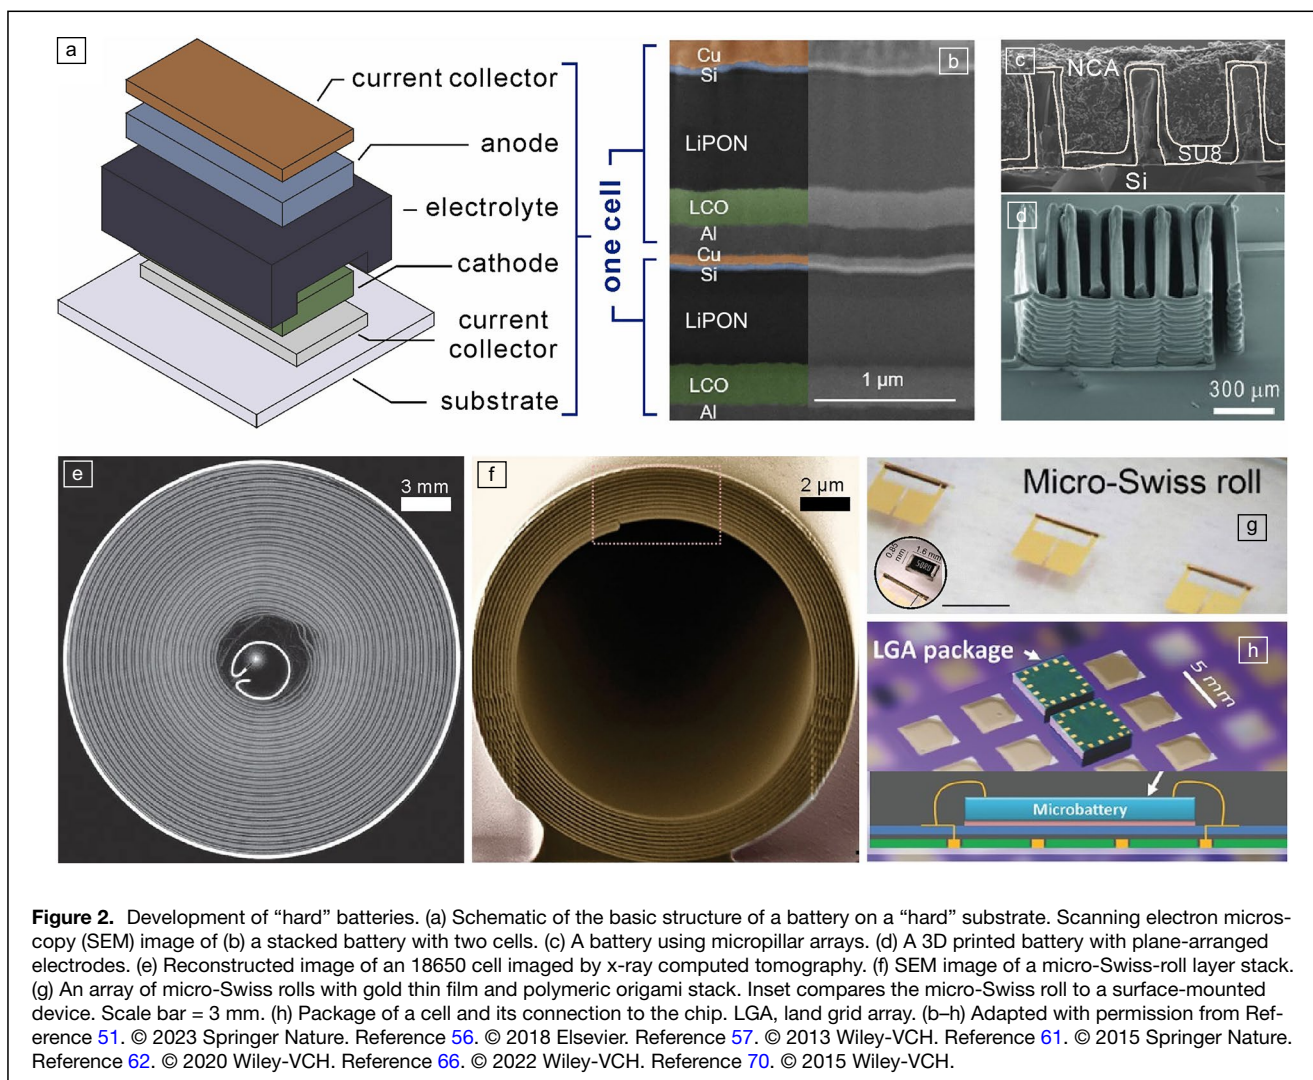 a
current collector
anode
electrolyte
cathode
current
collector
substrate
one cell
b
Cu
Si
LiPON
LCO
Al
Cu
Si
LiPON
LCO
Al
1 μm
c
NCA
SU8
Si
d
300 μm
e
3 mm
f
2 μm
Micro-Swiss roll
g
0.85
mm
1.6 mm
50R0
LGA package
h
5 mm
Microbattery
Figure 2. Development of “hard” batteries. (a) Schematic of the basic structure of a battery on a “hard” substrate. Scanning electron micros-
copy (SEM) image of (b) a stacked battery with two cells. (c) A battery using micropillar arrays. (d) A 3D printed battery with plane-arranged
electrodes. (e) Reconstructed image of an 18650 cell imaged by x-ray computed tomography. (f) SEM image of a micro-Swiss-roll layer stack.
(g) An array of micro-Swiss rolls with gold thin film and polymeric origami stack. Inset compares the micro-Swiss roll to a surface-mounted
device. Scale bar = 3 mm. (h) Package of a cell and its connection to the chip. LGA, land grid array. (b–h) Adapted with permission from Ref-
erence 51. © 2023 Springer Nature. Reference 56. © 2018 Elsevier. Reference 57. © 2013 Wiley-VCH. Reference 61. © 2015 Springer Nature.
Reference 62. © 2020 Wiley-VCH. Reference 66. © 2022 Wiley-VCH. Reference 70. © 2015 Wiley-VCH.